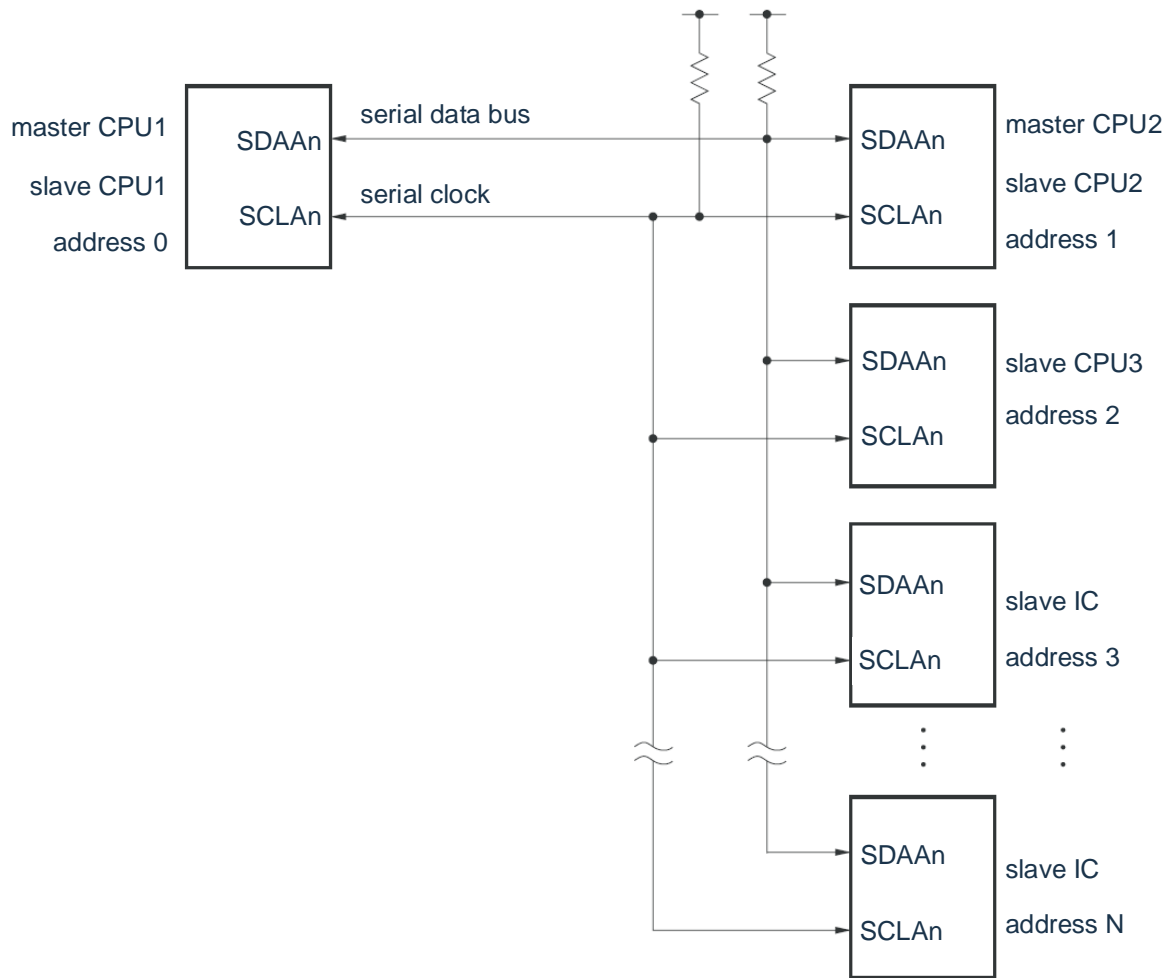 master CPU1
slave CPU1
address 0
SDAAn
SCLAn
serial data bus
serial clock
SDAAn
SCLAn
master CPU2
slave CPU2
address 1
SDAAn
SCLAn
slave CPU3
address 2
SDAAn
SCLAn
slave IC
address 3
SDAAn
SCLAn
slave IC
address N